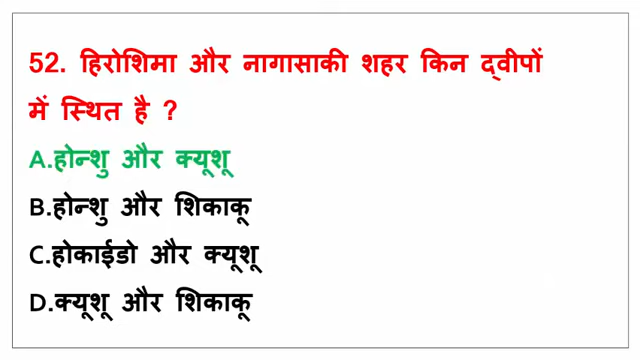 52. हिरोशिमा और नागासाकी शहर किन द्वीपों
में स्थित है ?
A.होन्शु और क्यूशू
B.होन्शु और शिकाकू
C.होकाईडो और क्यूशू
D.क्यूशू और शिकाकू